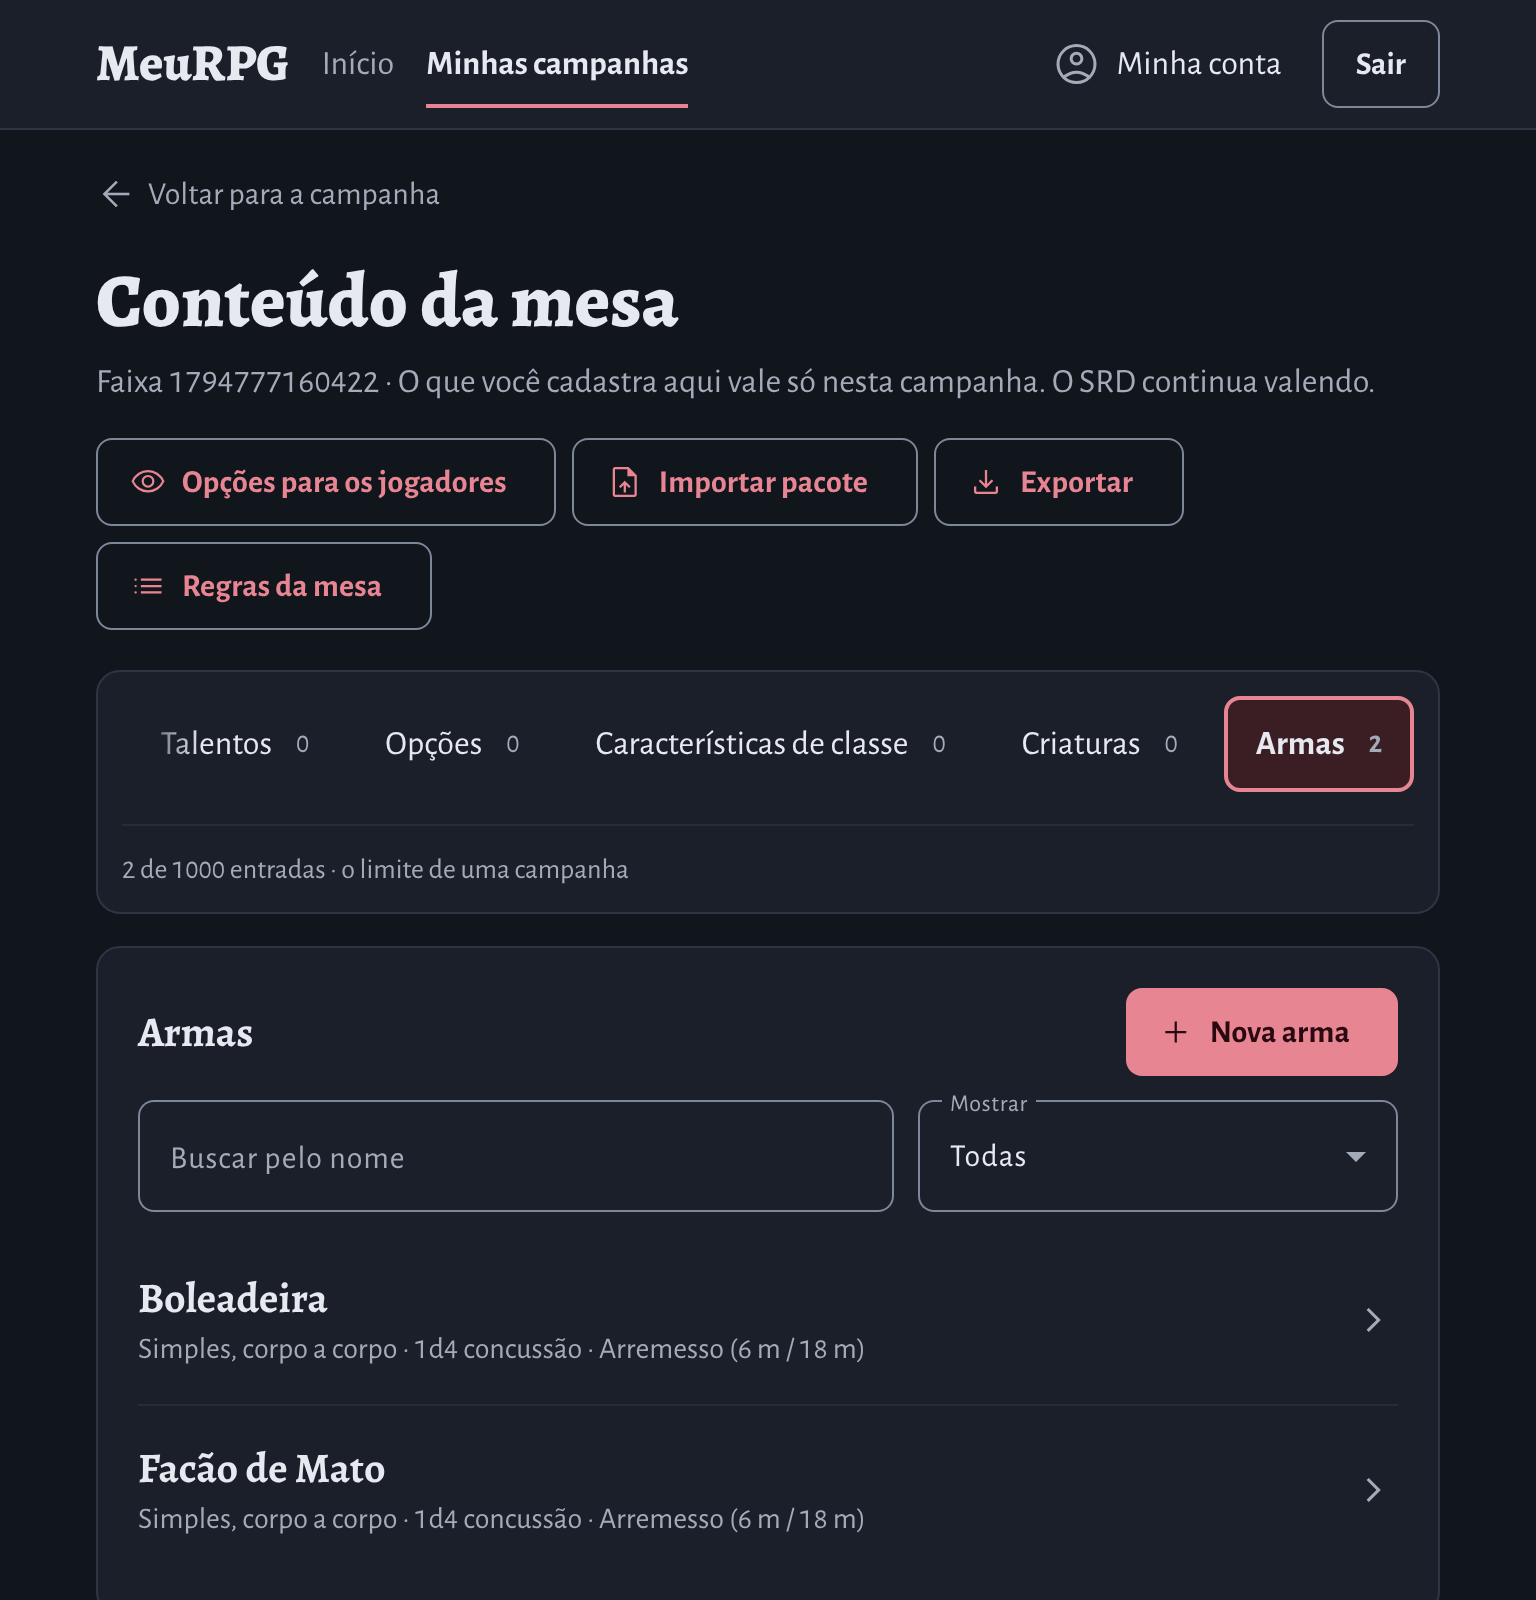 MeuRPG Início Minhas campanhas Minha conta Sair
Voltar para a campanha
Conteúdo da mesa
Faixa 1794777160422 · O que você cadastra aqui vale só nesta campanha. O SRD continua valendo.
Opções para os jogadores Importar pacote Exportar
Regras da mesa
Talentos 0 Opções 0 Características de classe 0 Criaturas 0 Armas 2
2 de 1000 entradas · o limite de uma campanha
Armas Nova arma
Mostrar
Buscar pelo nome Todas
Boleadeira
Simples, corpo a corpo · 1d4 concussão · Arremesso (6 m / 18 m)
Facão de Mato
Simples, corpo a corpo · 1d4 concussão · Arremesso (6 m / 18 m)